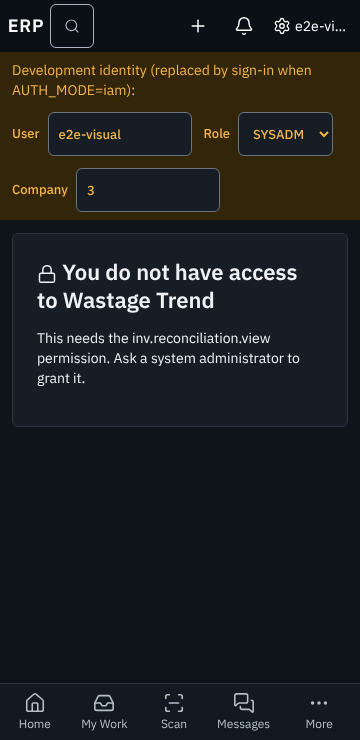 ERP
e2e-vi...
Development identity (replaced by sign-in when
AUTH_MODE=iam):
User
e2e-visual
Role
SYSADM
Company
3
You do not have access
to Wastage Trend
This needs the inv.reconciliation.view
permission. Ask a system administrator to
grant it.
Home
My Work
Scan
Messages
More